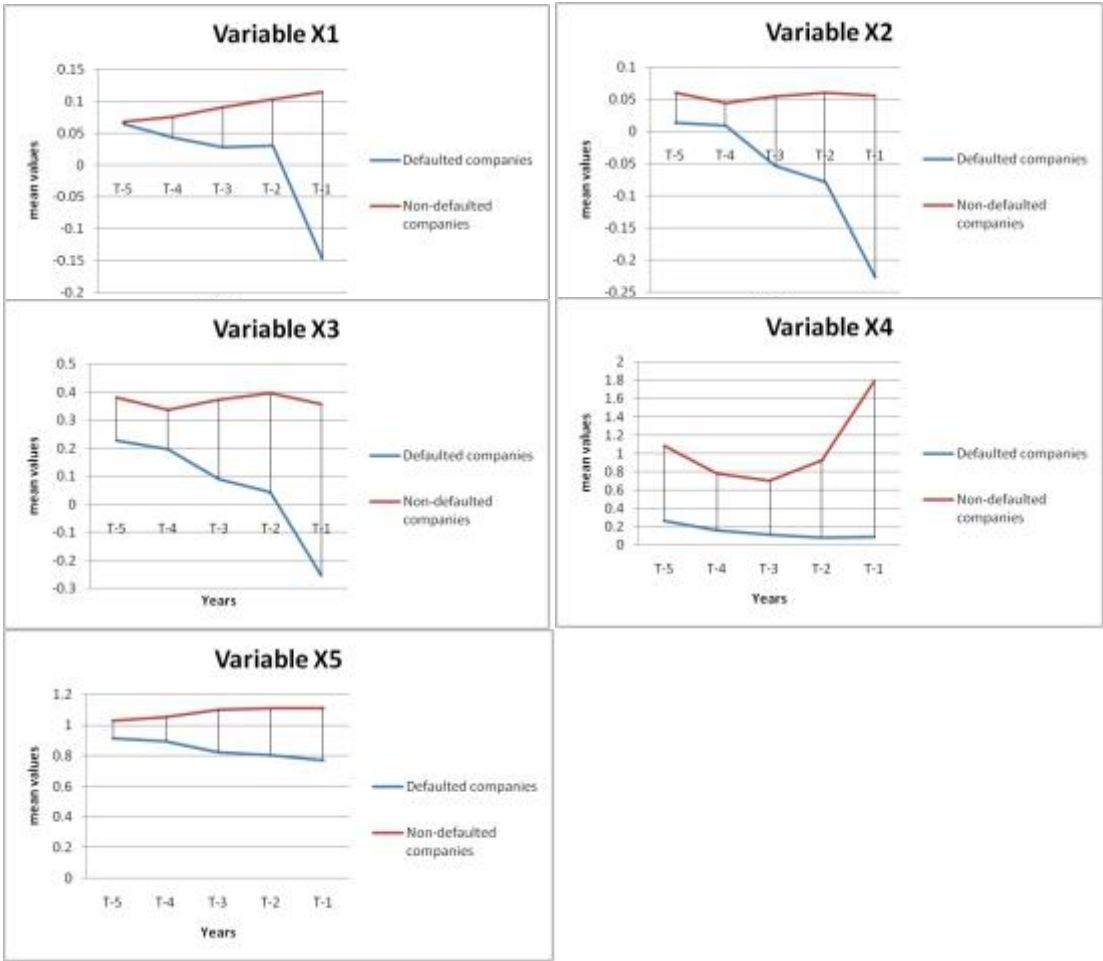 Variable X1
0.15
0.1
0.05
0
-0.05
-0.1
-0.15
-0.2
mean values
T-5 T-4 T-3 T-2 T-1
Defaulted companies
Non-defaulted
companies
Variable X2
0.1
0.05
0
-0.05
-0.1
-0.15
-0.2
-0.25
mean values
T-5 T-4 T-3 T-2 T-1
Defaulted companies
Non-defaulted
companies
Variable X3
0.5
0.4
0.3
0.2
0.1
0
-0.1
-0.2
-0.3
mean values
T-5 T-4 T-3 T-2 T-1
Years
Defaulted companies
Non-defaulted
companies
Variable X4
2
1.8
1.6
1.4
1.2
1
0.8
0.6
0.4
0.2
0
mean values
T-5 T-4 T-3 T-2 T-1
Years
Defaulted companies
Non-defaulted
companies
Variable X5
1.2
1
0.8
0.6
0.4
0.2
0
mean values
T-5 T-4 T-3 T-2 T-1
Years
Defaulted companies
Non-defaulted
companies